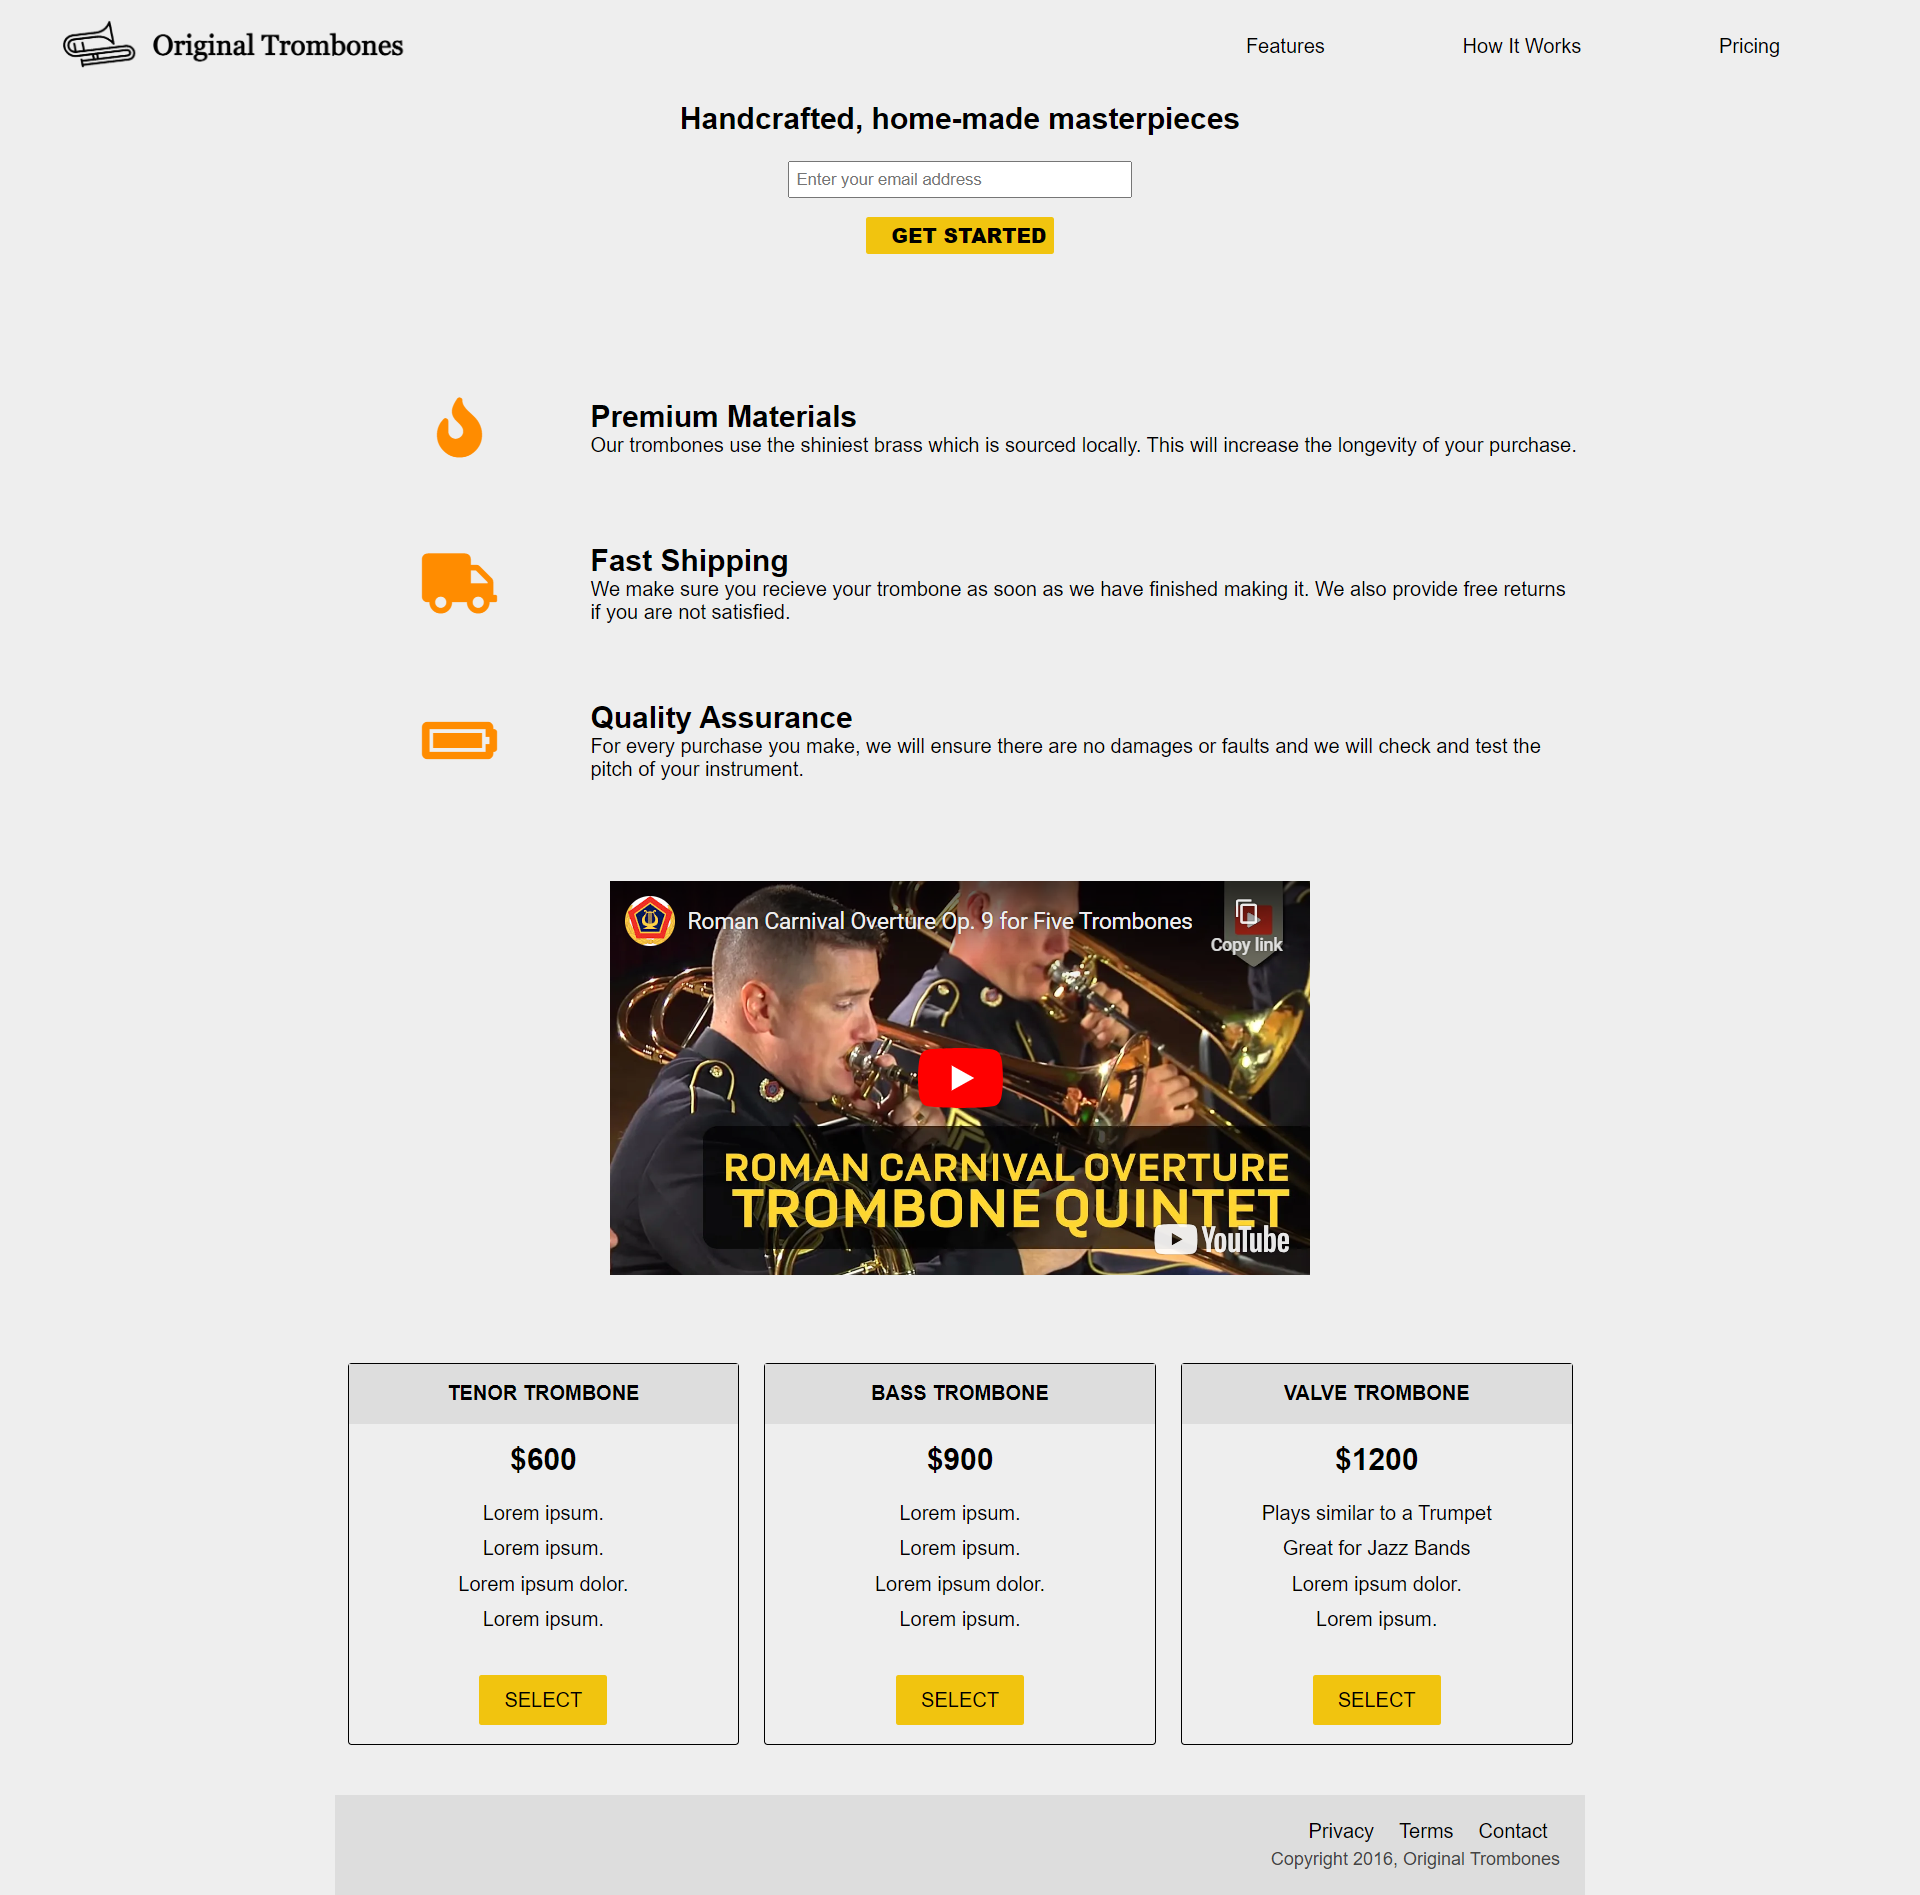 Original Trombones
Features
How It Works
Pricing
Handcrafted, home-made masterpieces
Enter your email address
GET STARTED
Premium Materials
Our trombones use the shiniest brass which is sourced locally. This will increase the longevity of your purchase.
Fast Shipping
We make sure you recieve your trombone as soon as we have finished making it. We also provide free returns
if you are not satisfied.
Quality Assurance
For every purchase you make, we will ensure there are no damages or faults and we will check and test the
pitch of your instrument.
Roman Carnival Overture Op. 9 for Five Trombones
Copy link
ROMAN CARNIVAL OVERTURE
TROMBONE QUINTET
YouTube
TENOR TROMBONE
$600
Lorem ipsum.
Lorem ipsum.
Lorem ipsum dolor.
Lorem ipsum.
SELECT
BASS TROMBONE
$900
Lorem ipsum.
Lorem ipsum.
Lorem ipsum dolor.
Lorem ipsum.
SELECT
VALVE TROMBONE
$1200
Plays similar to a Trumpet
Great for Jazz Bands
Lorem ipsum dolor.
Lorem ipsum.
SELECT
Privacy
Terms
Contact
Copyright 2016, Original Trombones